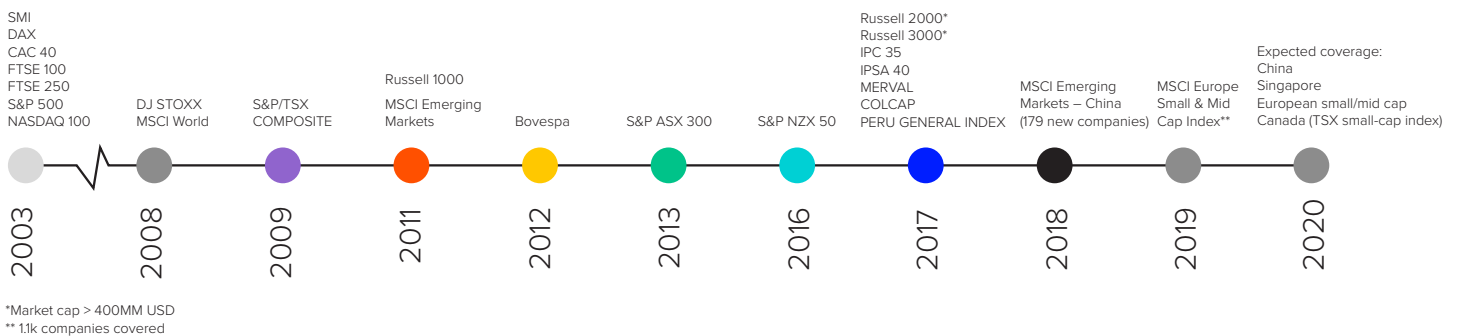 SMI
DAX
CAC 40
FTSE 100
FTSE 250
S&P 500
NASDAQ 100
DJ STOXX
MSCI World
S&P/TSX
COMPOSITE
Russell 1000
MSCI Emerging
Markets
Bovespa
S&P ASX 300
S&P NZX 50
Russell 2000*
Russell 3000*
IPC 35
IPSA 40
MERVAL
COLCAP
PERU GENERAL INDEX
MSCI Emerging
Markets – China
(179 new companies)
MSCI Europe
Small & Mid
Cap Index**
Expected coverage:
China
Singapore
European small/mid cap
Canada (TSX small-cap index)
2003
2008
2009
2011
2012
2013
2016
2017
2018
2019
2020
*Market cap > 400MM USD
** 1.1k companies covered